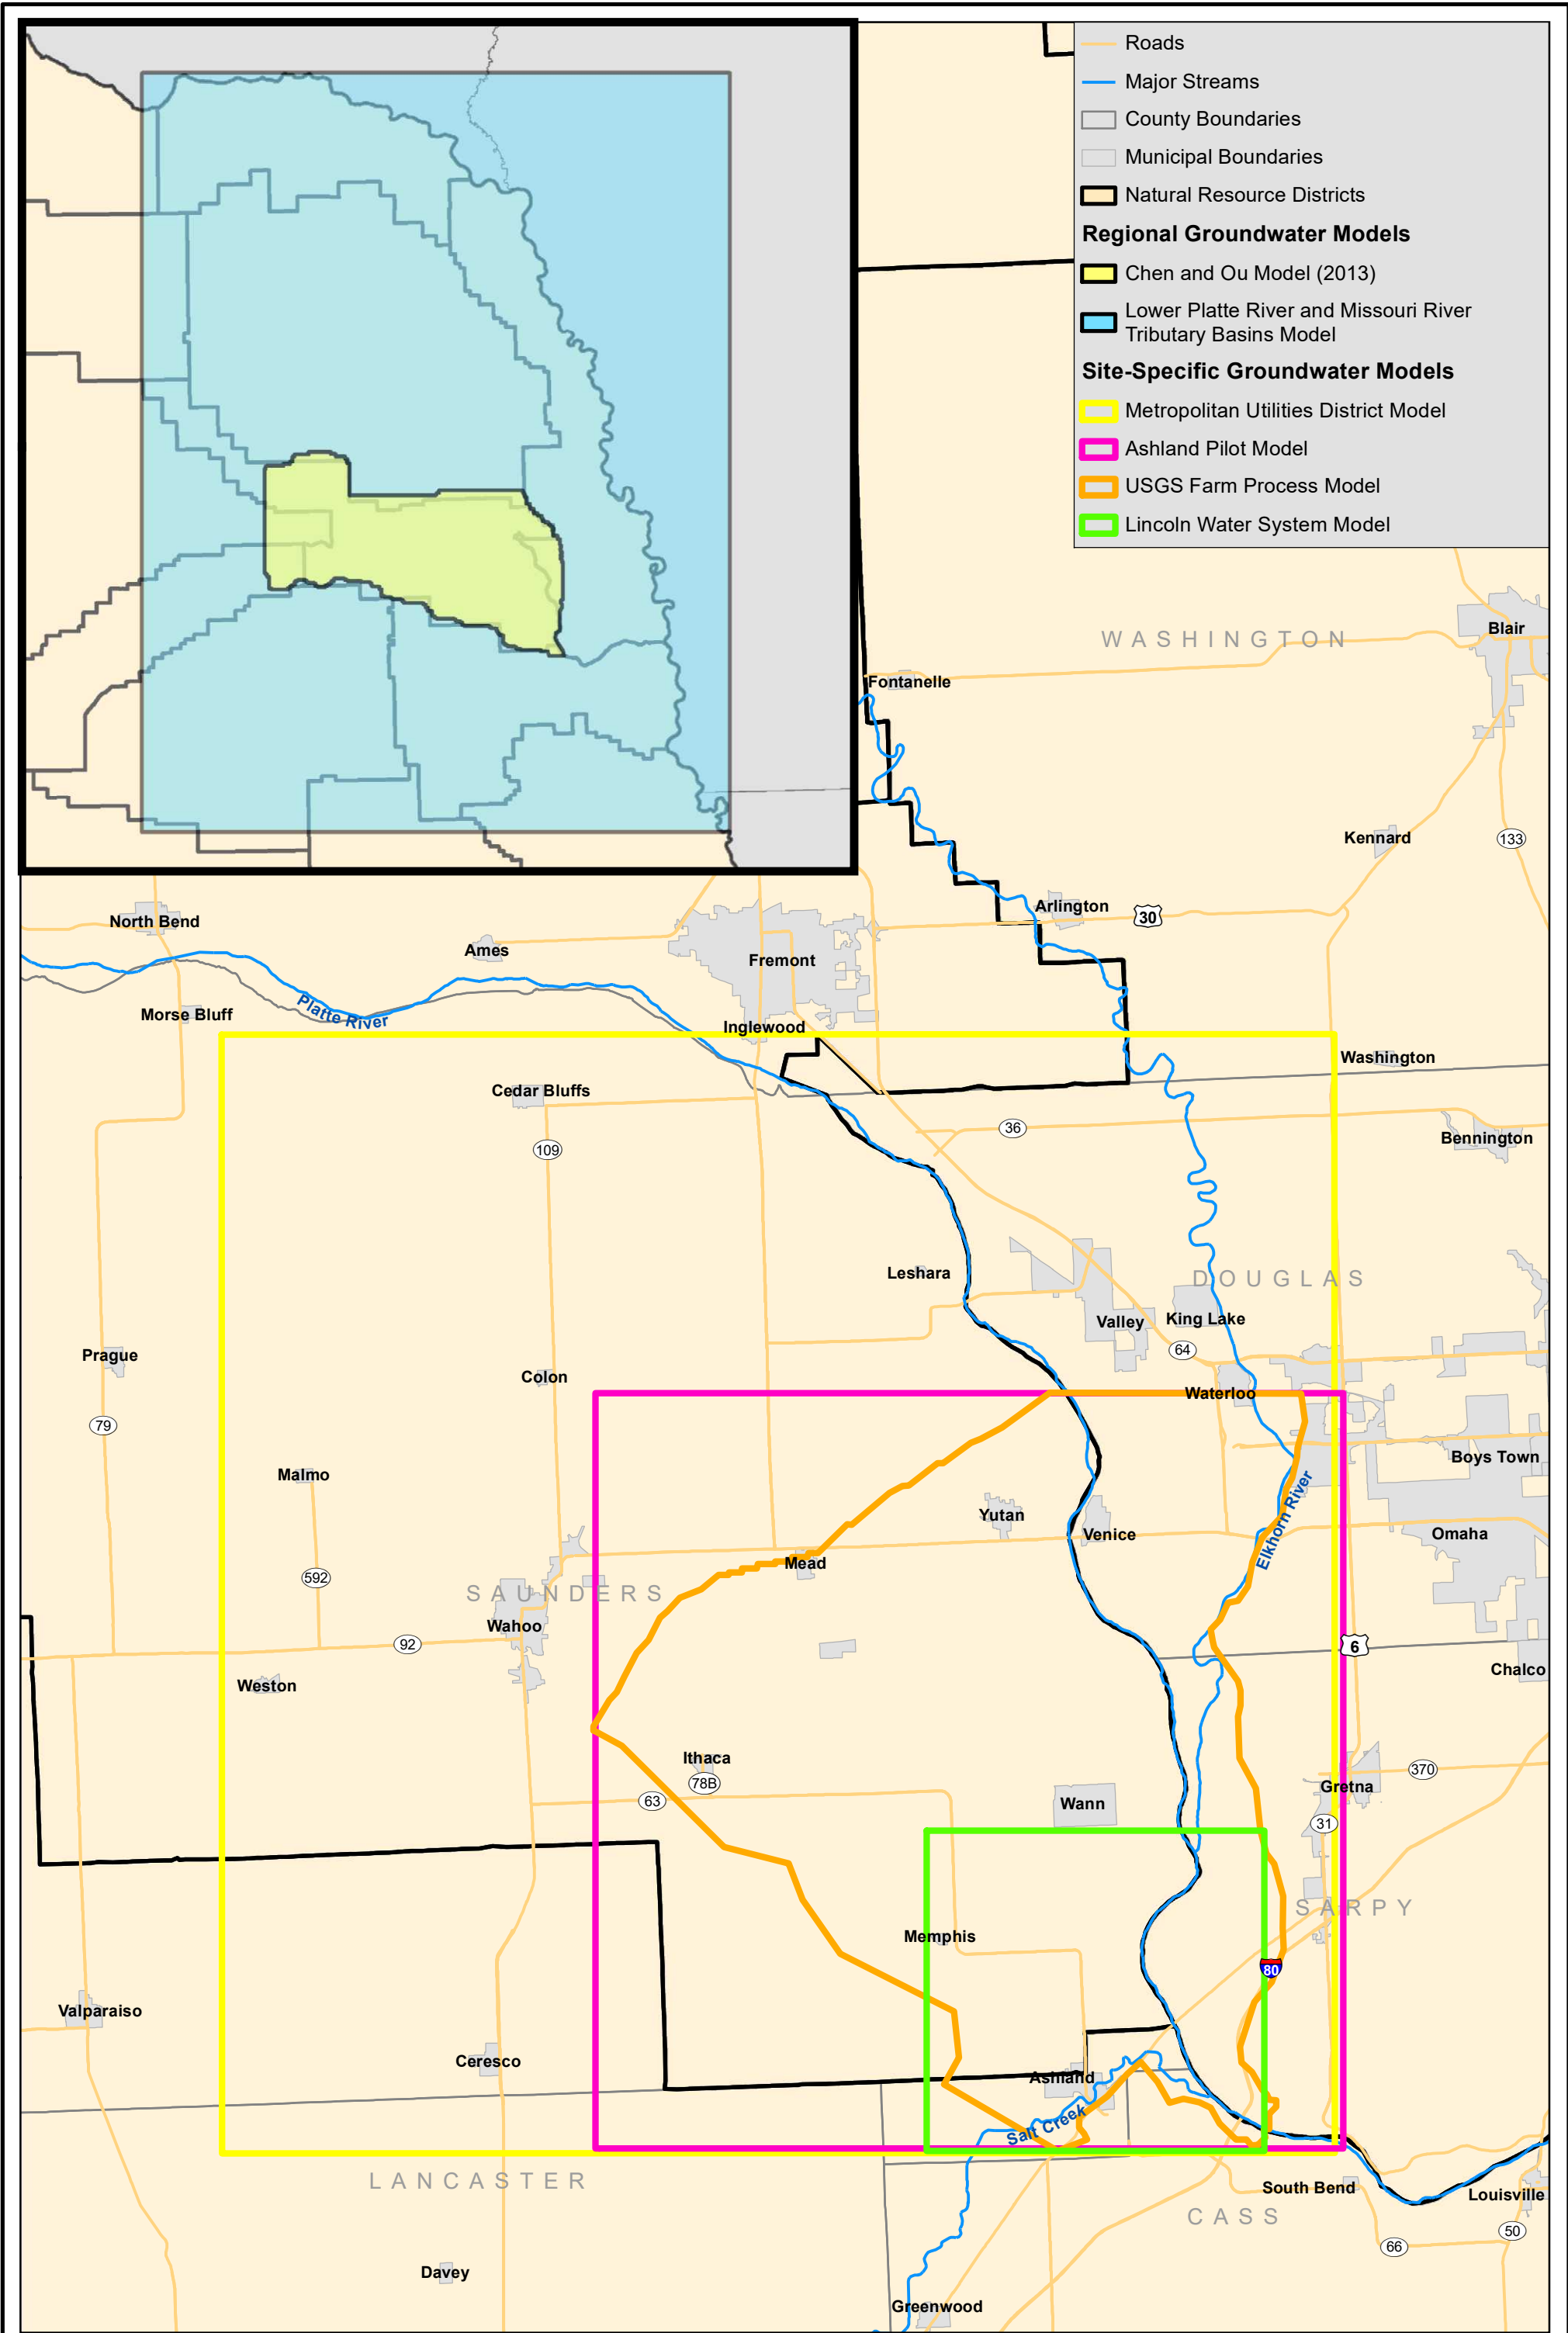 Roads
Major Streams
County Boundaries
Municipal Boundaries
Natural Resource Districts
Regional Groundwater Models
Chen and Ou Model (2013)
Lower Platte River and Missouri River
Tributary Basins Model
Site-Specific Groundwater Models
Metropolitan Utilities District Model
Ashland Pilot Model
USGS Farm Process Model
Lincoln Water System Model
WASHINGTON
Blair
Fontanelle
Kennard
133
Arlington
30
North Bend
Ames
Fremont
Morse Bluff
Platte River
Inglewood
Washington
Cedar Bluffs
109
36
Bennington
Leshara
DOUGLAS
Valley
King Lake
64
Prague
Colon
Waterloo
79
Malmo
Boys Town
Yutan
Venice
Elkhorn River
Omaha
Mead
592
SAUNDERS
Wahoo
92
6
Weston
Chalco
Ithaca
78B
63
370
Gretna
Wann
31
SARPY
Memphis
80
Valparaiso
Ceresco
Ashland
Salt Creek
LANCASTER
South Bend
Louisville
CASS
50
66
Davey
Greenwood